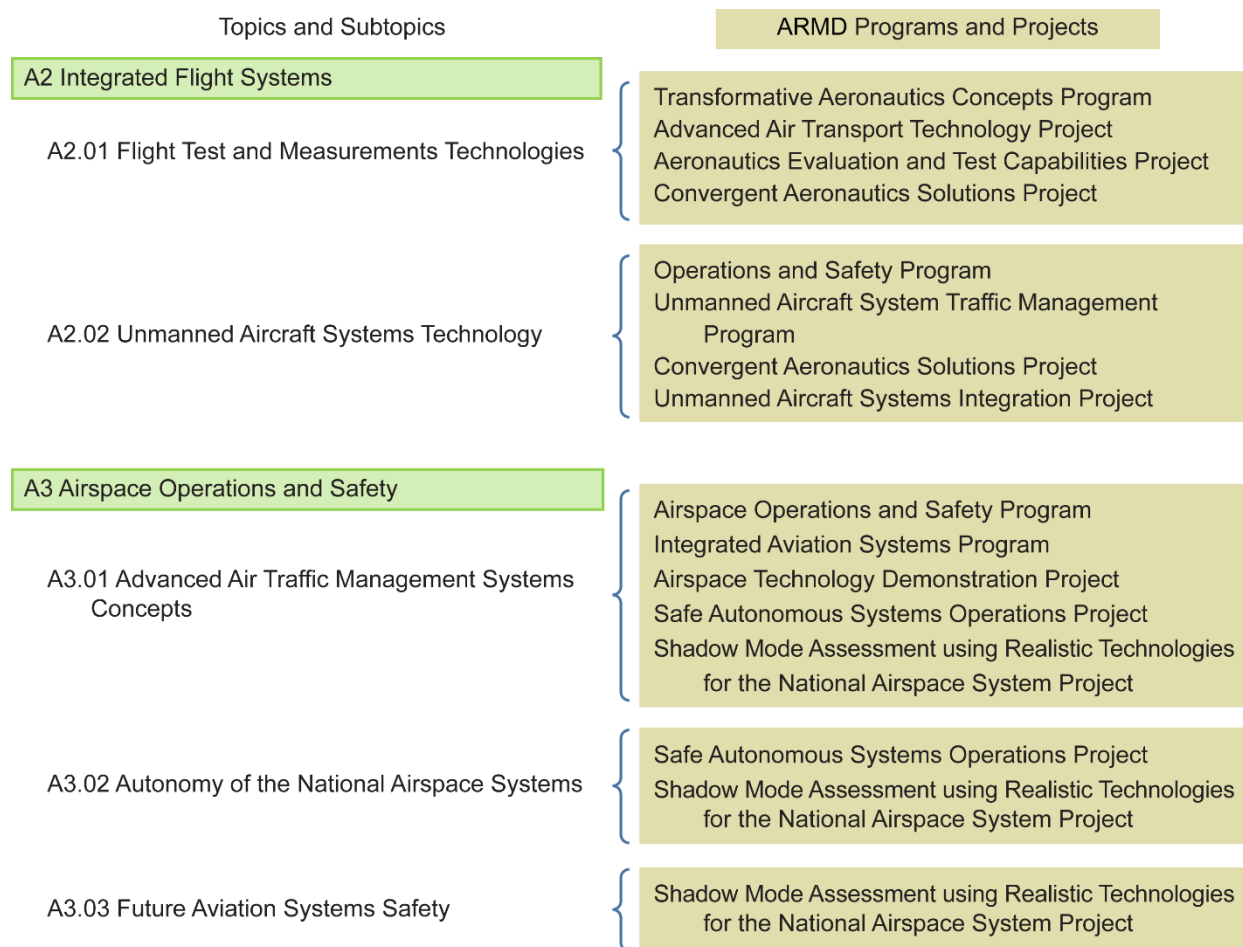 Topics and Subtopics
ARMD Programs and Projects
A2 Integrated Flight Systems
A2.01 Flight Test and Measurements Technologies
Transformative Aeronautics Concepts Program
Advanced Air Transport Technology Project
Aeronautics Evaluation and Test Capabilities Project
Convergent Aeronautics Solutions Project
A2.02 Unmanned Aircraft Systems Technology
Operations and Safety Program
Unmanned Aircraft System Traffic Management
Program
Convergent Aeronautics Solutions Project
Unmanned Aircraft Systems Integration Project
A3 Airspace Operations and Safety
A3.01 Advanced Air Traffic Management Systems
Concepts
Airspace Operations and Safety Program
Integrated Aviation Systems Program
Airspace Technology Demonstration Project
Safe Autonomous Systems Operations Project
Shadow Mode Assessment using Realistic Technologies
for the National Airspace System Project
A3.02 Autonomy of the National Airspace Systems
Safe Autonomous Systems Operations Project
Shadow Mode Assessment using Realistic Technologies
for the National Airspace System Project
A3.03 Future Aviation Systems Safety
Shadow Mode Assessment using Realistic Technologies
for the National Airspace System Project